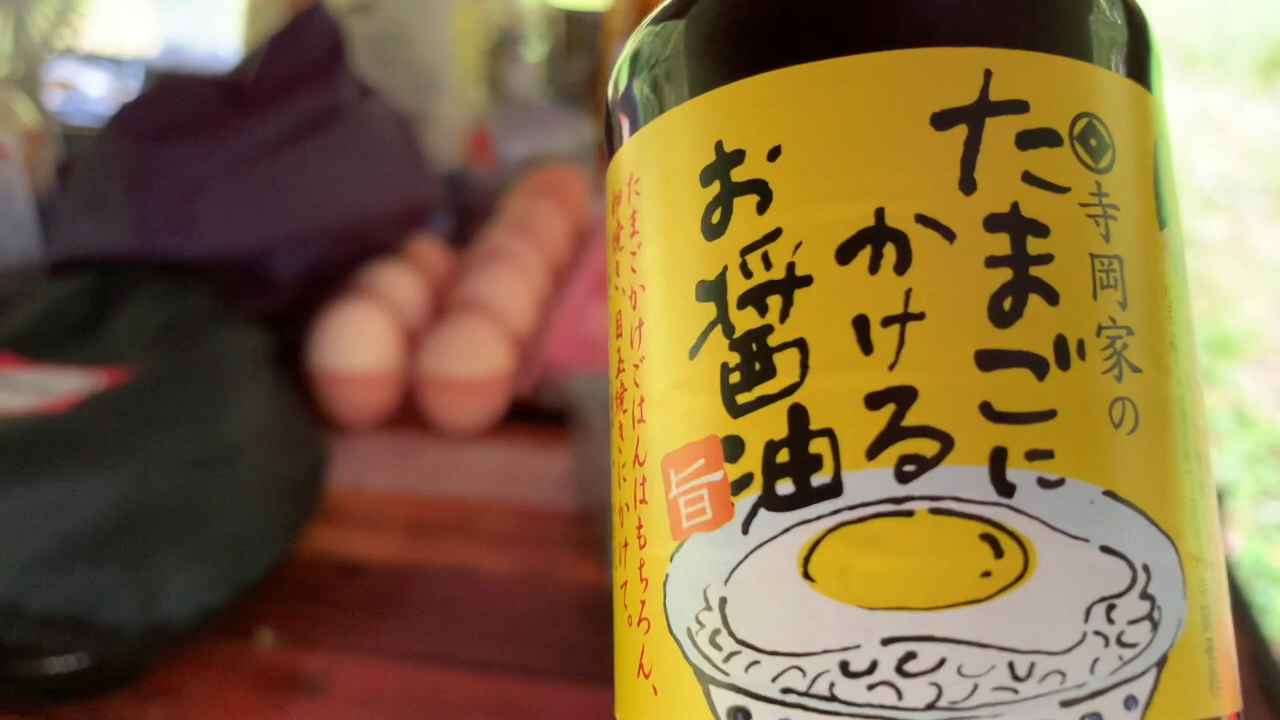 寺岡家の
たまごに
かける
お醤油
旨
たまごかけごはんはもちろん、
卵焼き、目玉焼きにかけて。